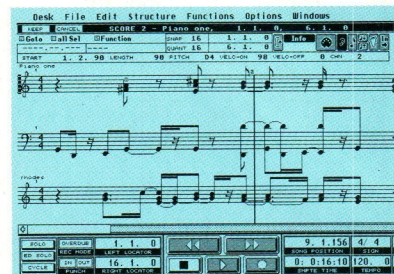 Desk File Edit Structure Functions Options Windows
KEEP CANCEL SCORE 2 - Piano one, 1. 1. 0, 6. 1. 0
Goto all Sel Function SNAP 16 1. 1. 0 Info
---.--.--- QUANT 16 6. 1. 0
START 1. 2. 90 LENGTH 90 PITCH D4 VELO-ON 90 VELO-OFF 0 CHN 2
Piano one
rhodes
SOLO OVERDUB 1. 1. 0 9. 1.156 4/ 4
REC MODE LEFT LOCATOR SONG POSITION SIGN
ED SOLO IN OUT 16. 1. 0 0: 0:16:10 120. 0
CYCLE PUNCH RIGHT LOCATOR SMPTE TIME TEMPO